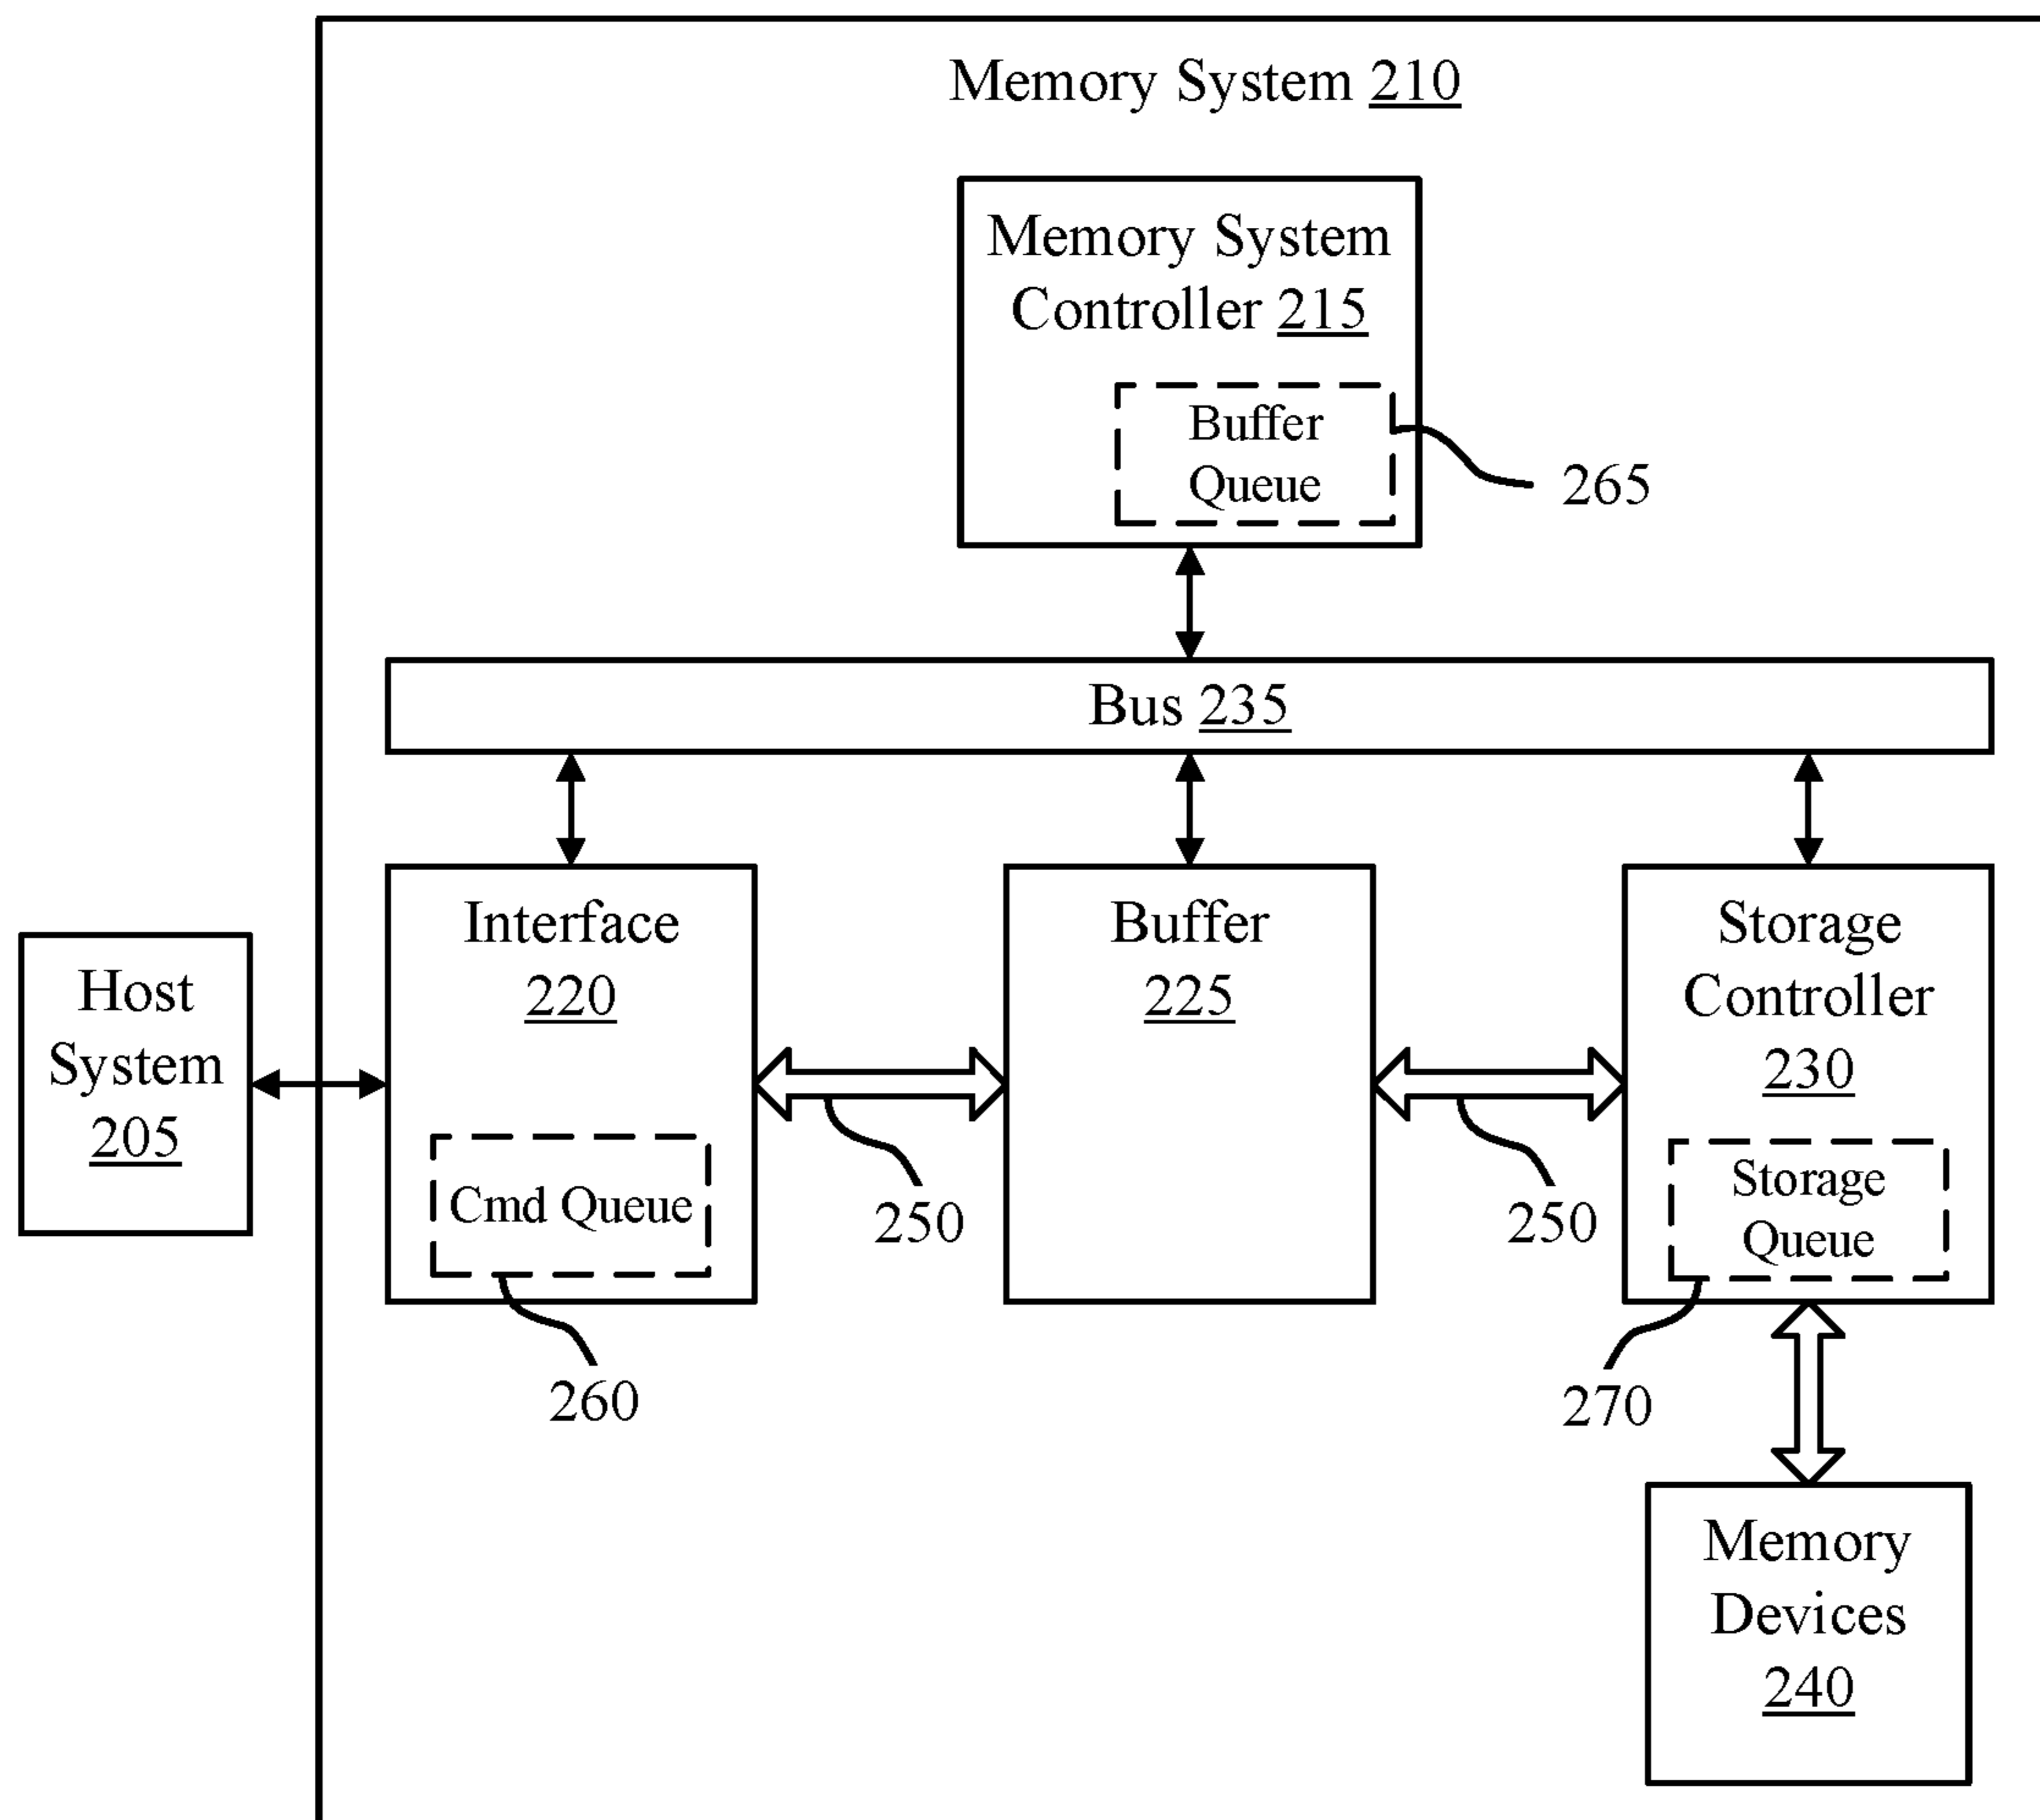 Memory System 210
Memory System
Controller 215
Buffer
Queue
265
Bus 235
Host
System
205
Interface
220
Cmd Queue
260
250
Buffer
225
250
Storage
Controller
230
Storage
Queue
270
Memory
Devices
240